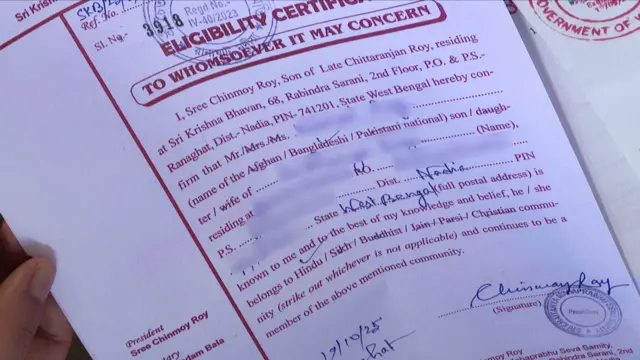 Sri Krishn
Ref. No.
Regd No.-
IV-40/2023
GOVERNMENT OF
Sl. No- 3918
ELIGIBILITY CERTIFICA
TO WHOMSOEVER IT MAY CONCERN
I, Sree Chinmoy Roy, Son of Late Chittaranjan Roy, residing
at Sri Krishna Bhavan, 68, Rabindra Sarani, 2nd Floor, P.O. & P.S.-
Ranaghat, Dist.- Nadia, PIN- 741201, State West Bengal hereby con-
firm that Mr./Mrs./Ms.
(name of the Afghan / Bangladeshi / Pakistani national) son / daugh-
ter / wife of (Name),
residing at
P.S. Dist. Nadia PIN
State West Bengal (full postal address) is
known to me and to the best of my knowledge and belief, he / she
belongs to Hindu / Sikh / Buddhist / Jain / Parsi / Christian commu-
nity (strike out whichever is not applicable) and continues to be a
member of the above mentioned community.
Chinmoy Roy
(Signature)
President
Sree Chinmoy Roy